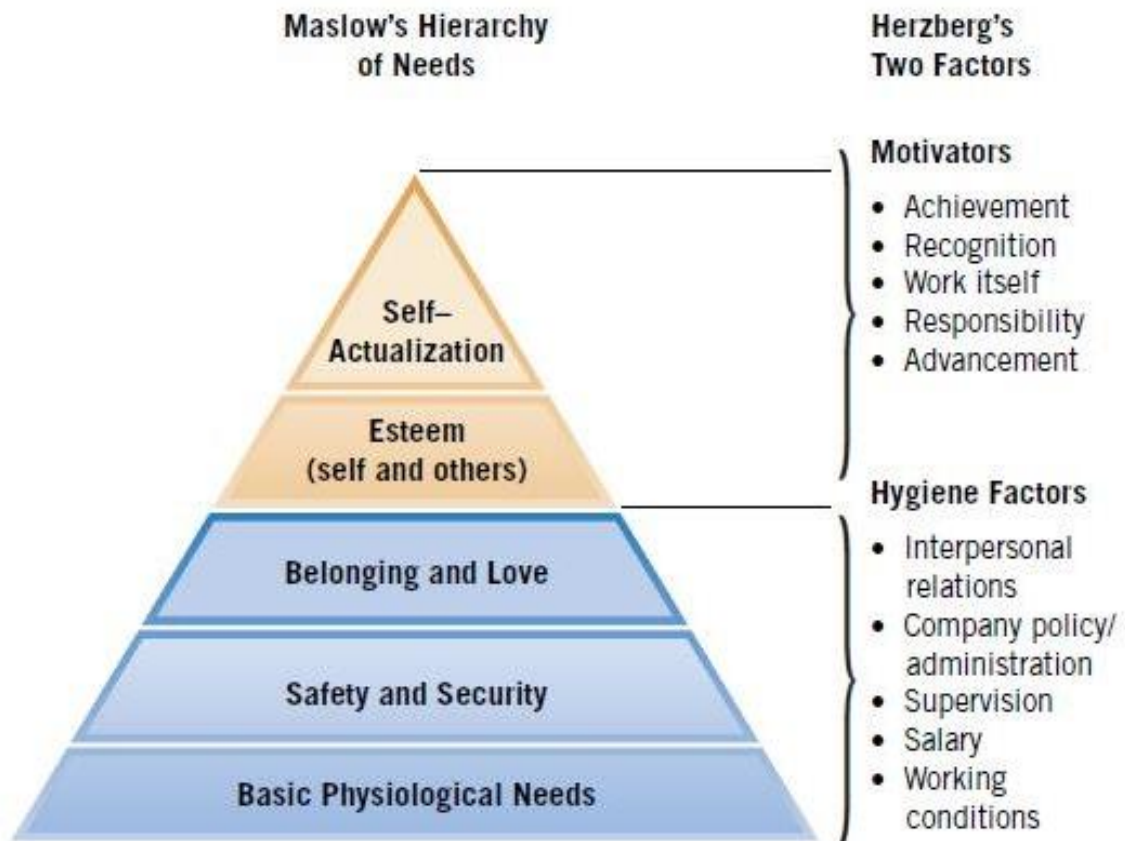 Maslow's Hierarchy
of Needs
Self–
Actualization
Esteem
(self and others)
Belonging and Love
Safety and Security
Basic Physiological Needs
Herzberg's
Two Factors
Motivators
• Achievement
• Recognition
• Work itself
• Responsibility
• Advancement
Hygiene Factors
• Interpersonal
relations
• Company policy/
administration
• Supervision
• Salary
• Working
conditions